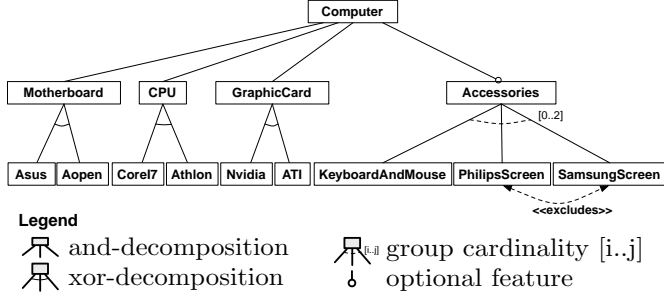 Computer
Motherboard CPU GraphicCard Accessories
[0..2]
Asus Aopen CoreI7 Athlon Nvidia ATI KeyboardAndMouse PhilipsScreen SamsungScreen
<<excludes>>
Legend
and-decomposition [i..j] group cardinality [i..j]
xor-decomposition optional feature